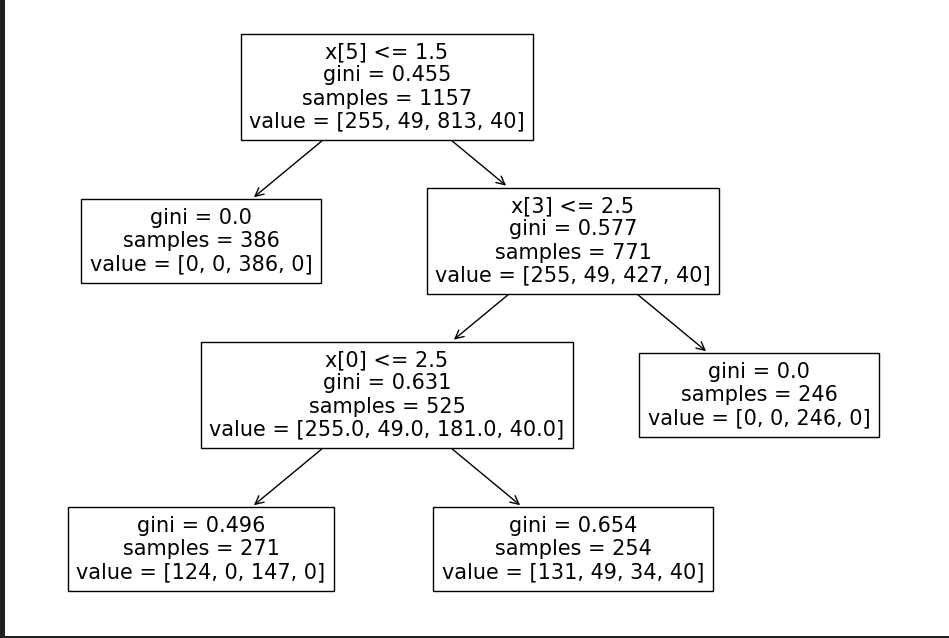 x[5] <= 1.5
gini = 0.455
samples = 1157
value = [255, 49, 813, 40]
gini = 0.0
samples = 386
value = [0, 0, 386, 0]
x[3] <= 2.5
gini = 0.577
samples = 771
value = [255, 49, 427, 40]
x[0] <= 2.5
gini = 0.631
samples = 525
value = [255.0, 49.0, 181.0, 40.0]
gini = 0.0
samples = 246
value = [0, 0, 246, 0]
gini = 0.496
samples = 271
value = [124, 0, 147, 0]
gini = 0.654
samples = 254
value = [131, 49, 34, 40]